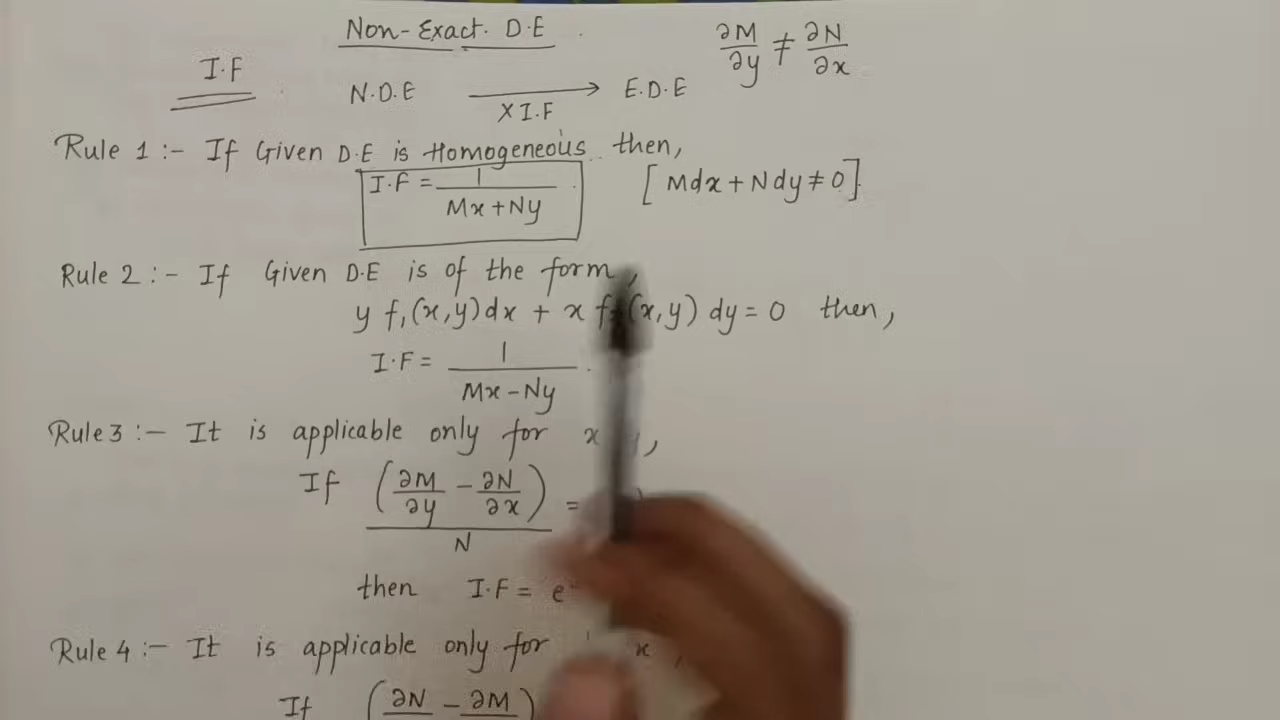 Non-Exact D.E
∂M/∂y ≠ ∂N/∂x
I.F
N.D.E → E.D.E
X I.F
Rule 1 :- If Given D.E is Homogeneous then,
I.F = 1/(Mx+Ny) [Mdx+Ndy≠0].
Rule 2 :- If Given D.E is of the form,
y f₁(x,y)dx + x f (x,y) dy = 0 then,
I.F = 1/(Mx-Ny).
Rule 3 :- It is applicable only for x ,
If (∂M/∂y - ∂N/∂x)/N =
then I.F = e
Rule 4 :- It is applicable only for x ,
If (∂N - ∂M)